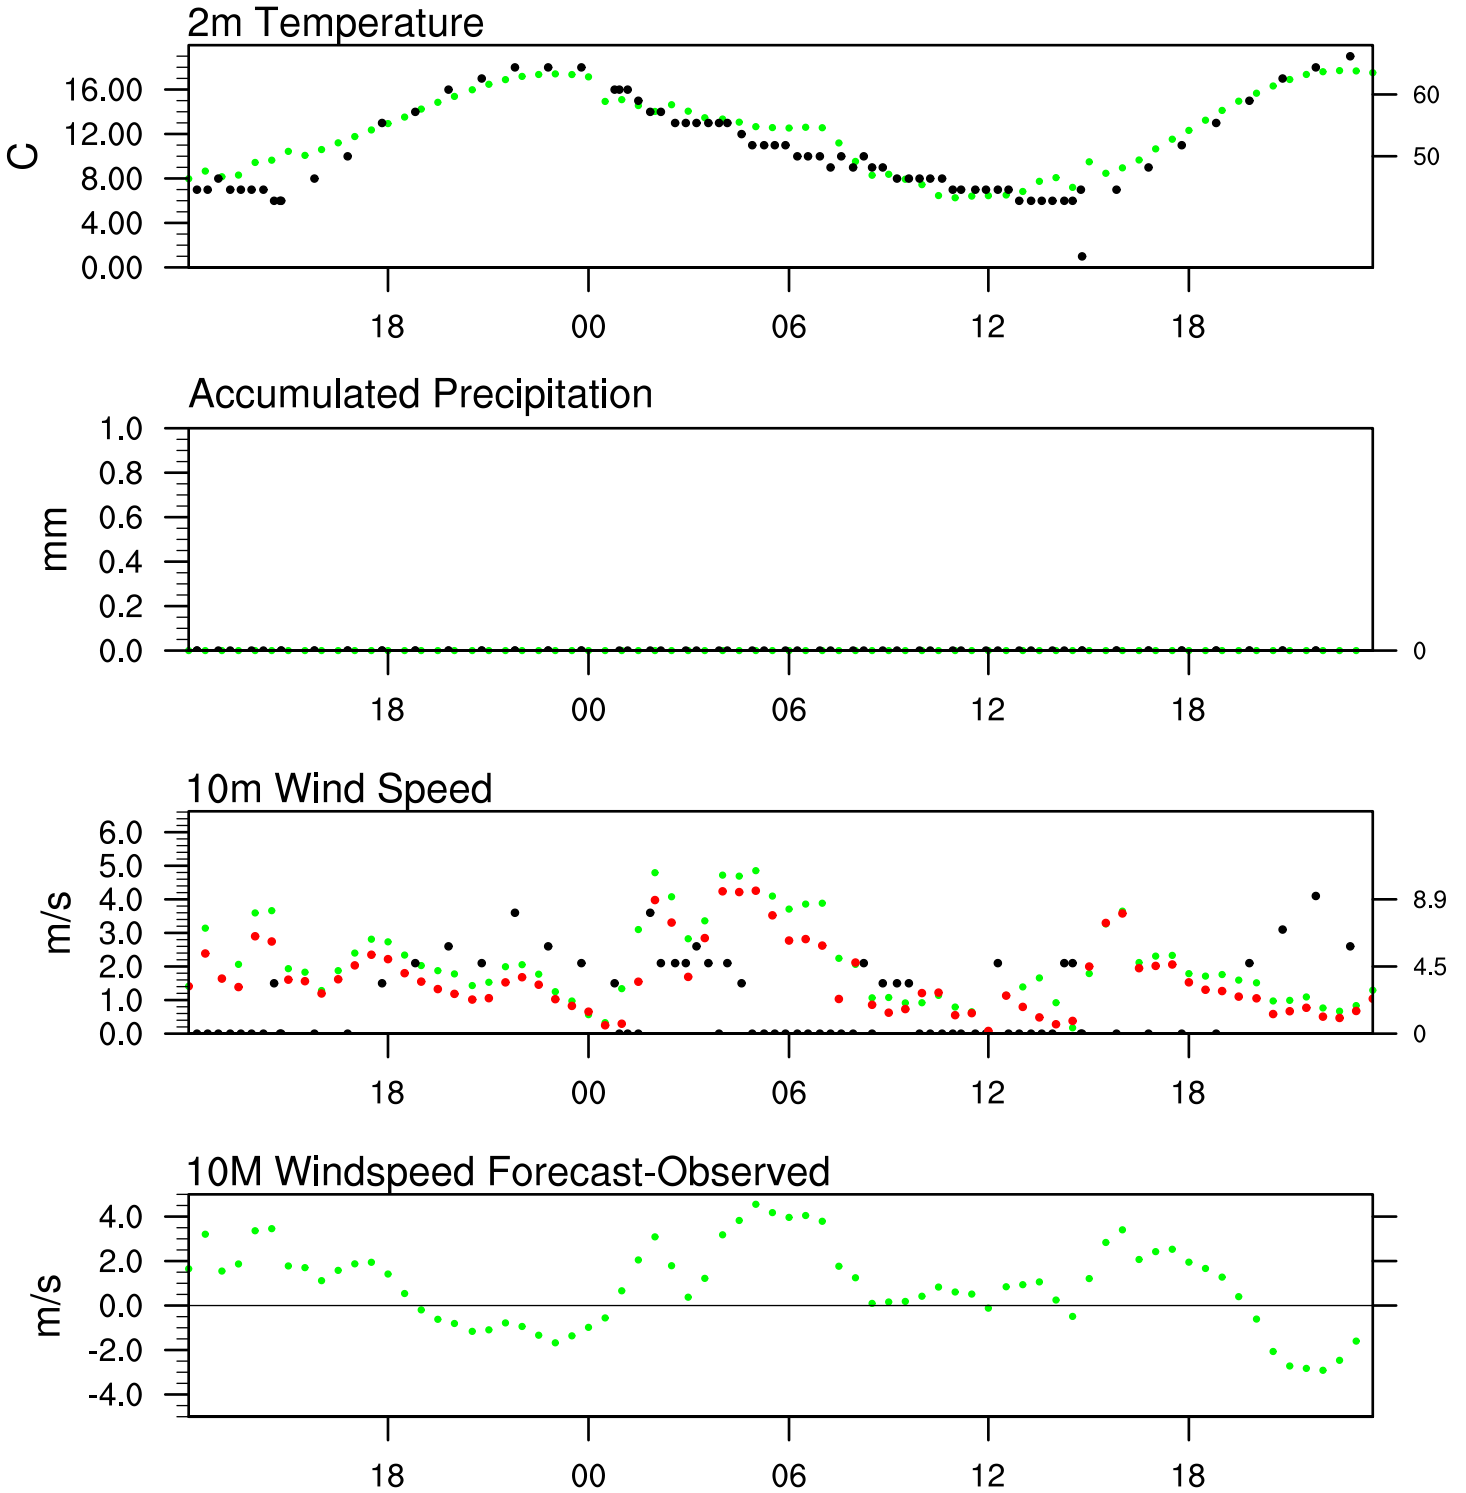 2m Temperature
16.00
12.00
8.00
4.00
0.00
C
60
50
18 00 06 12 18
Accumulated Precipitation
1.0
0.8
0.6
0.4
0.2
0.0
mm
0
18 00 06 12 18
10m Wind Speed
6.0
5.0
4.0
3.0
2.0
1.0
0.0
m/s
8.9
4.5
0
18 00 06 12 18
10M Windspeed Forecast-Observed
4.0
2.0
0.0
-2.0
-4.0
m/s
18 00 06 12 18